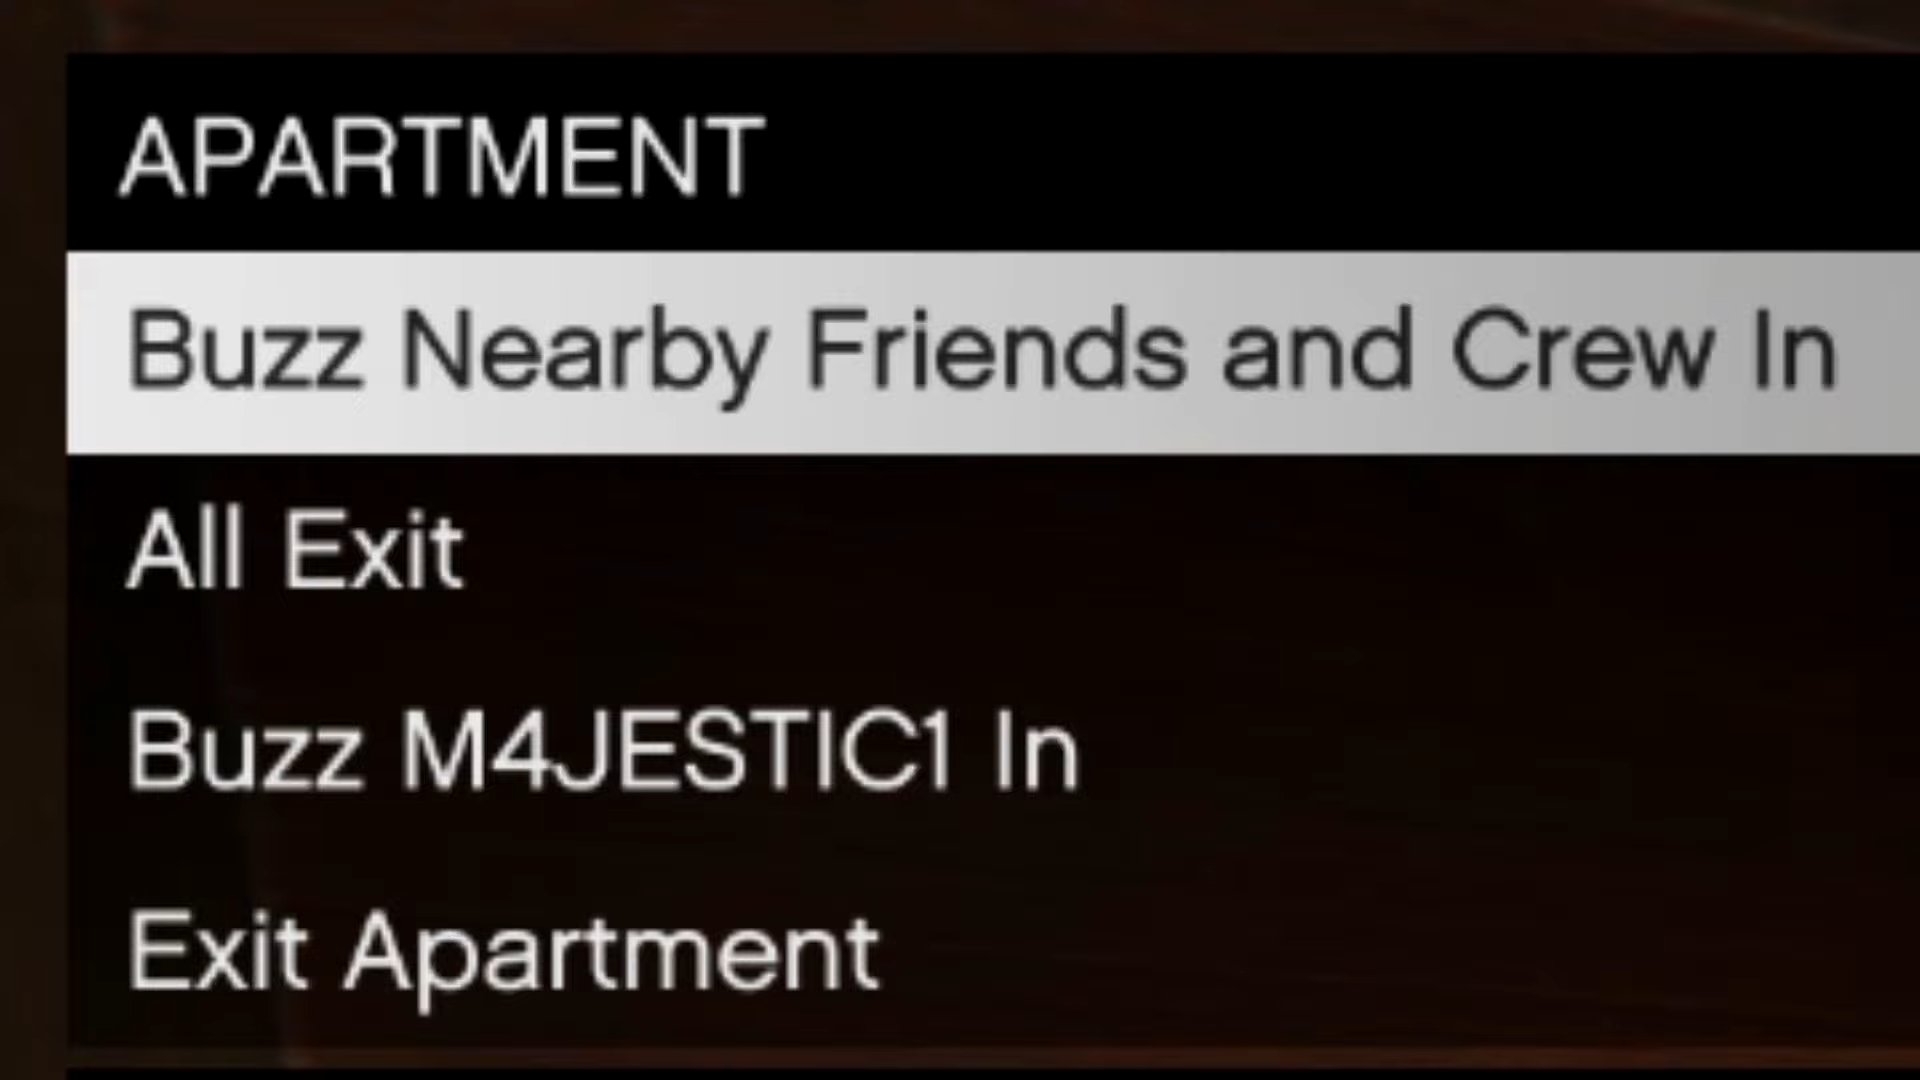 APARTMENT
Buzz Nearby Friends and Crew In
All Exit
Buzz M4JESTIC1 In
Exit Apartment